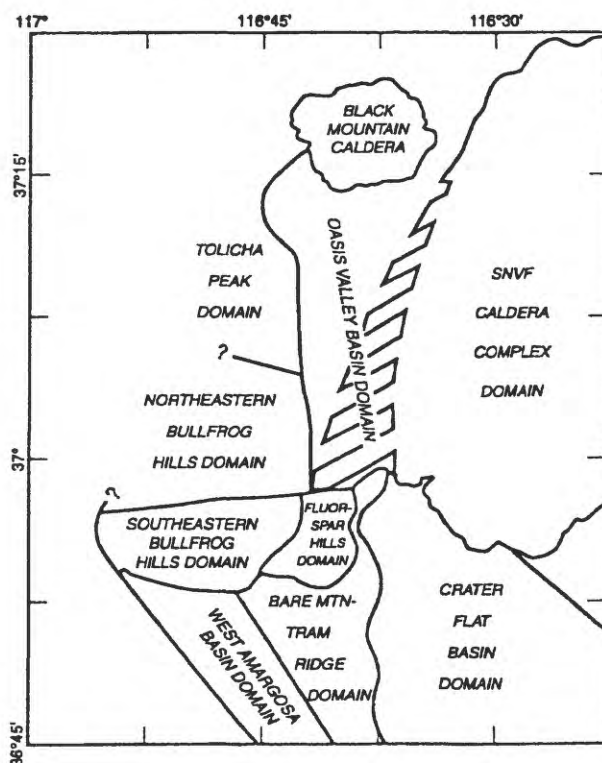 117°
116°45'
116°30'
37°15'
37°
36°45'
BLACK
MOUNTAIN
CALDERA
TOLICHA
PEAK
DOMAIN
OASIS VALLEY BASIN DOMAIN
SNVF
CALDERA
COMPLEX
DOMAIN
?
NORTHEASTERN
BULLFROG
HILLS DOMAIN
?
SOUTHEASTERN
BULLFROG
HILLS DOMAIN
FLUOR-
SPAR
HILLS
DOMAIN
WEST AMARGOSA
BASIN DOMAIN
BARE MTN-
TRAM
RIDGE
DOMAIN
CRATER
FLAT
BASIN
DOMAIN